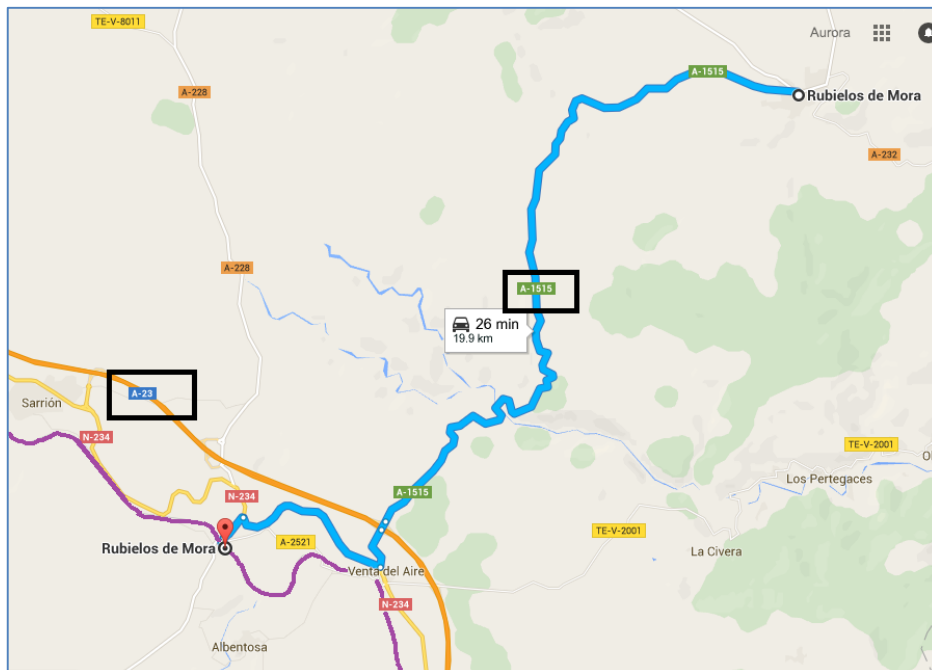 TE-V-8011
Aurora
A-1515
A-228
Rubielos de Mora
A-232
A-228
A-1515
26 min
19.9 km
A-23
Sarrión
N-234
TE-V-2001
Los Pertegaces
A-1515
N-234
TE-V-2001
A-2521
Rubielos de Mora
La Civera
Venta del Aire
N-234
Albentosa